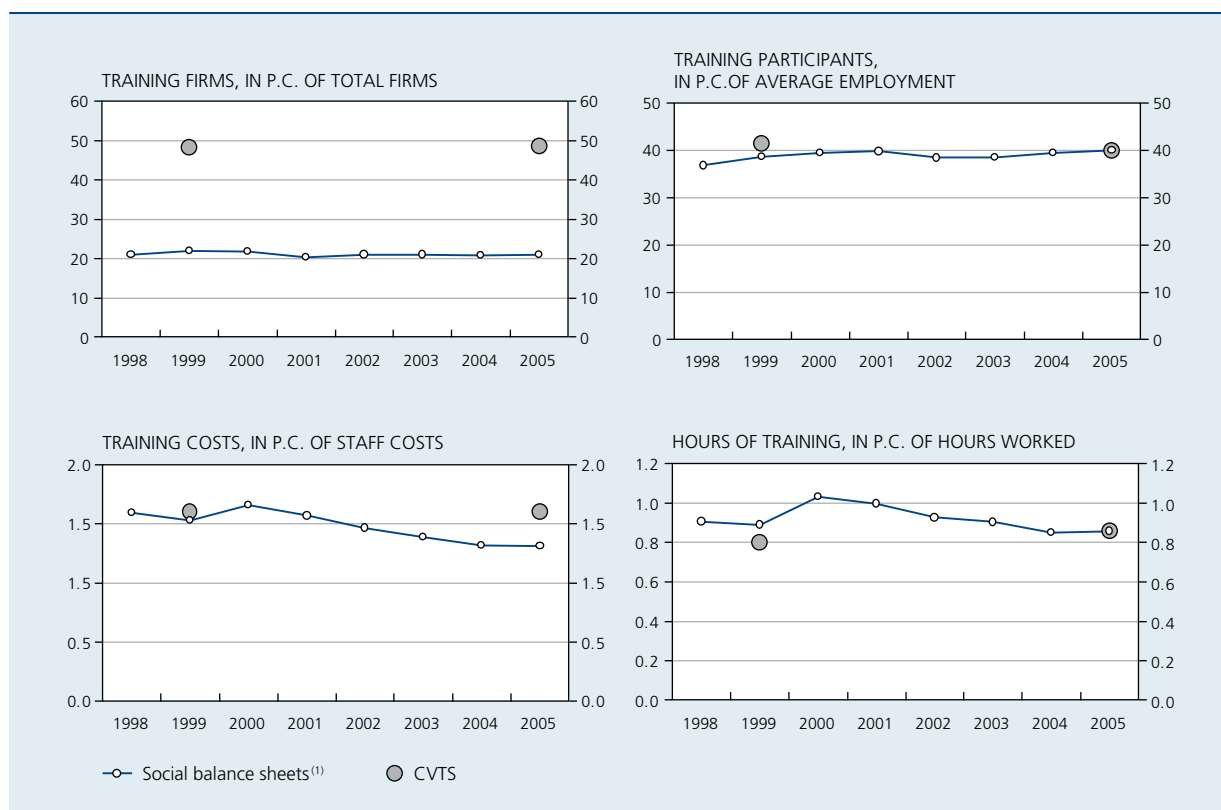 TRAINING FIRMS, IN P.C. OF TOTAL FIRMS
60 60
50 50
40 40
30 30
20 20
10 10
0 0
1998 1999 2000 2001 2002 2003 2004 2005
TRAINING PARTICIPANTS,
IN P.C.OF AVERAGE EMPLOYMENT
50 50
40 40
30 30
20 20
10 10
0 0
1998 1999 2000 2001 2002 2003 2004 2005
TRAINING COSTS, IN P.C. OF STAFF COSTS
2.0 2.0
1.5 1.5
1.5 1.5
0.5 0.5
0.0 0.0
1998 1999 2000 2001 2002 2003 2004 2005
HOURS OF TRAINING, IN P.C. OF HOURS WORKED
1.2 1.2
1.0 1.0
0.8 0.8
0.6 0.6
0.4 0.4
0.2 0.2
0.0 0.0
1998 1999 2000 2001 2002 2003 2004 2005
Social balance sheets (1) CVTS